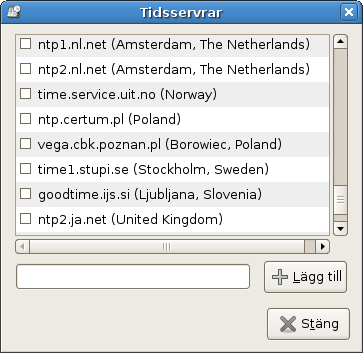 Tidsservrar
ntp1.nl.net (Amsterdam, The Netherlands)
ntp2.nl.net (Amsterdam, The Netherlands)
time.service.uit.no (Norway)
ntp.certum.pl (Poland)
vega.cbk.poznan.pl (Borowiec, Poland)
time1.stupi.se (Stockholm, Sweden)
goodtime.ijs.si (Ljubljana, Slovenia)
ntp2.ja.net (United Kingdom)
Lägg till
Stäng